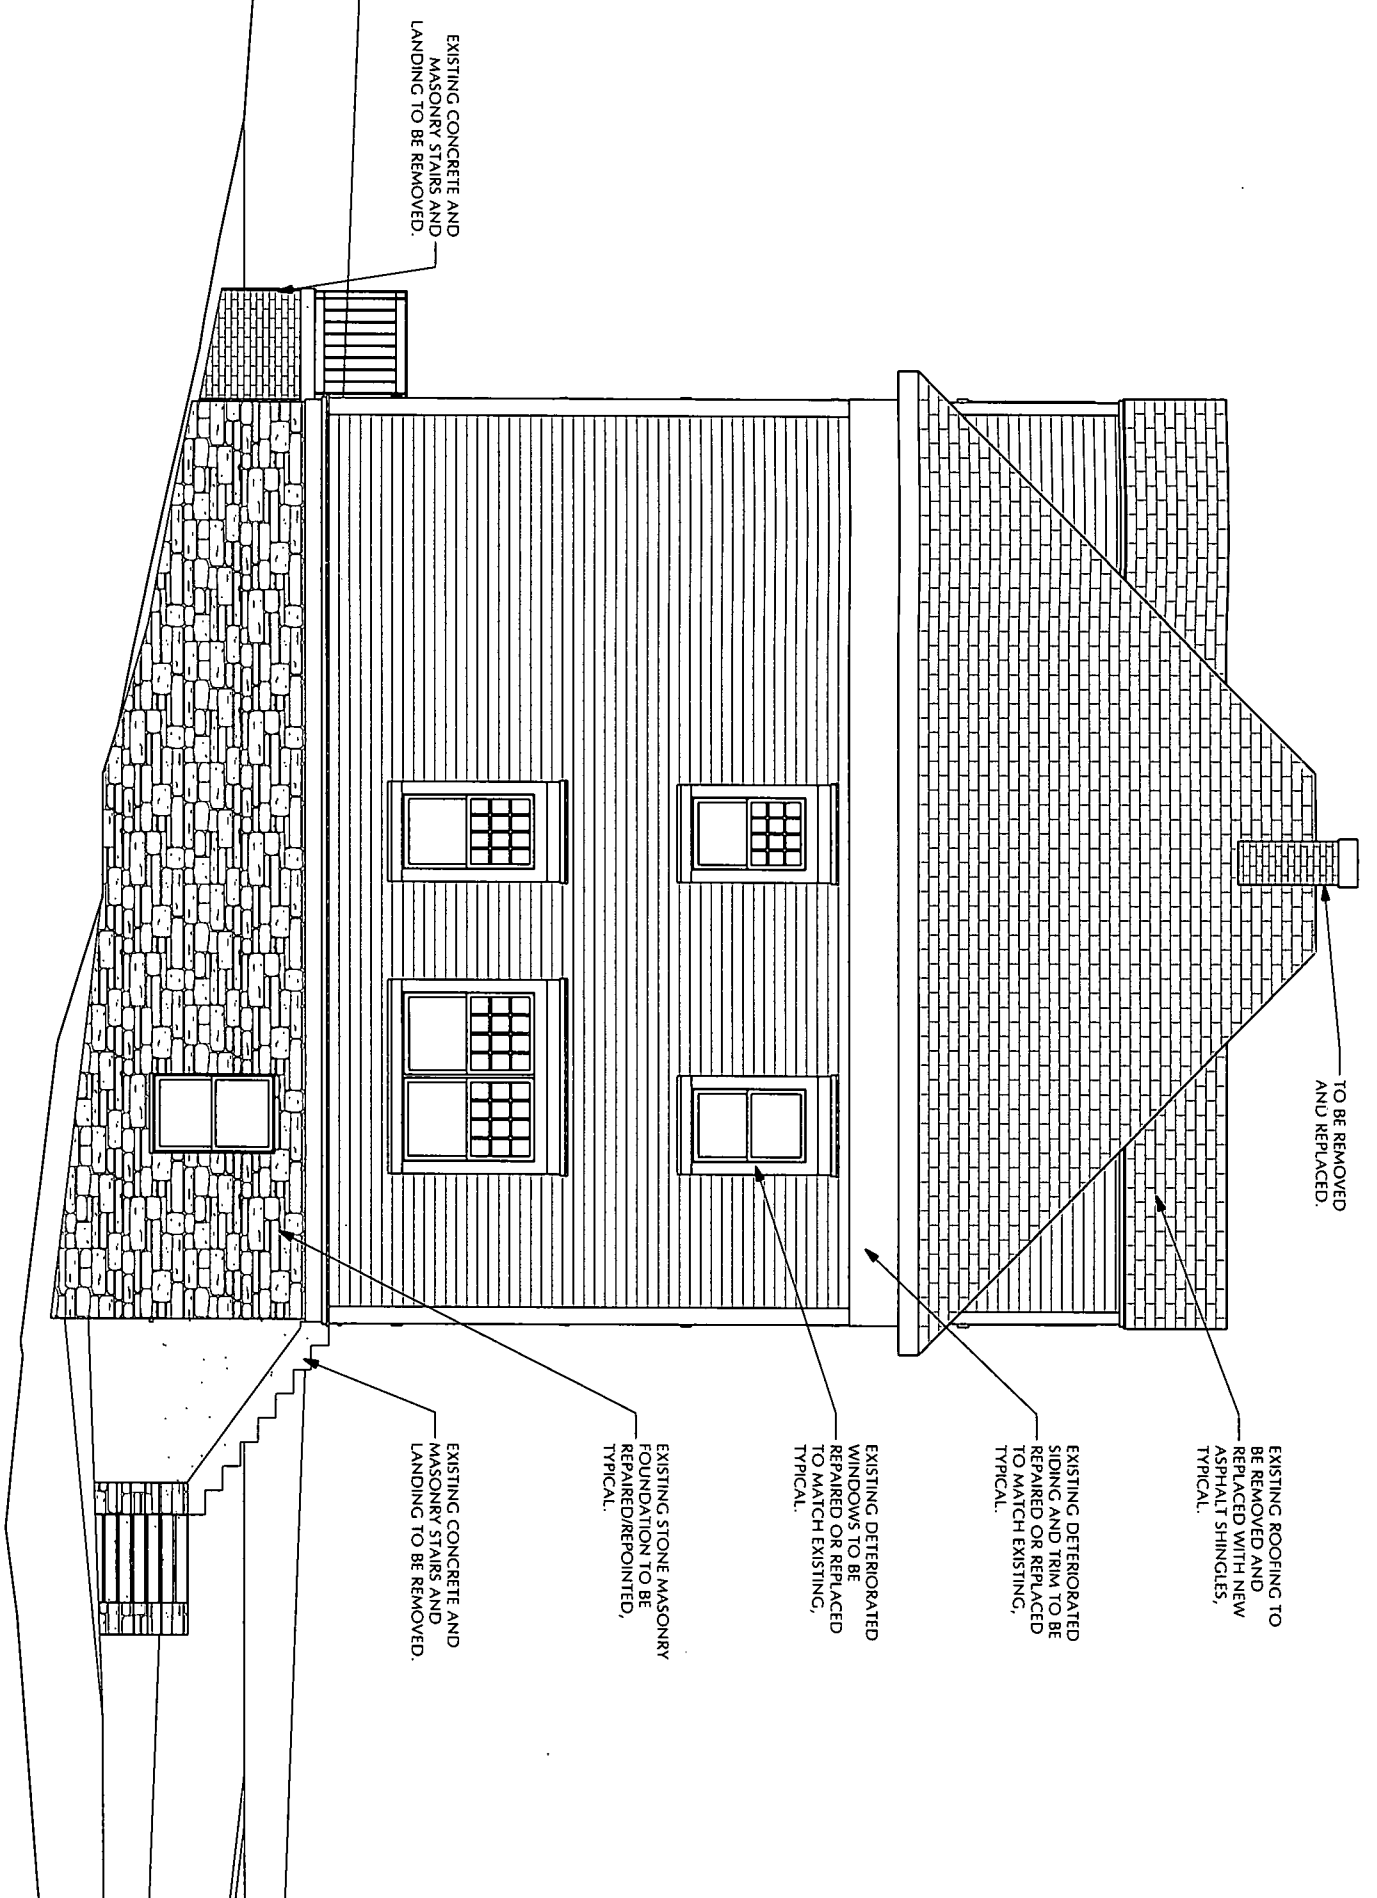 TO BE REMOVED
AND REPLACED.
EXISTING ROOFING TO
BE REMOVED AND
REPLACED WITH NEW
ASPHALT SHINGLES,
TYPICAL.
EXISTING DETERIORATED
SIDING AND TRIM TO BE
REPAIRED OR REPLACED
TO MATCH EXISTING,
TYPICAL.
EXISTING DETERIORATED
WINDOWS TO BE
REPAIRED OR REPLACED
TO MATCH EXISTING,
TYPICAL.
EXISTING STONE MASONRY
FOUNDATION TO BE
REPAIRED/REPOINTED,
TYPICAL.
EXISTING CONCRETE AND
MASONRY STAIRS AND
LANDING TO BE REMOVED.
EXISTING CONCRETE AND
MASONRY STAIRS AND
LANDING TO BE REMOVED.